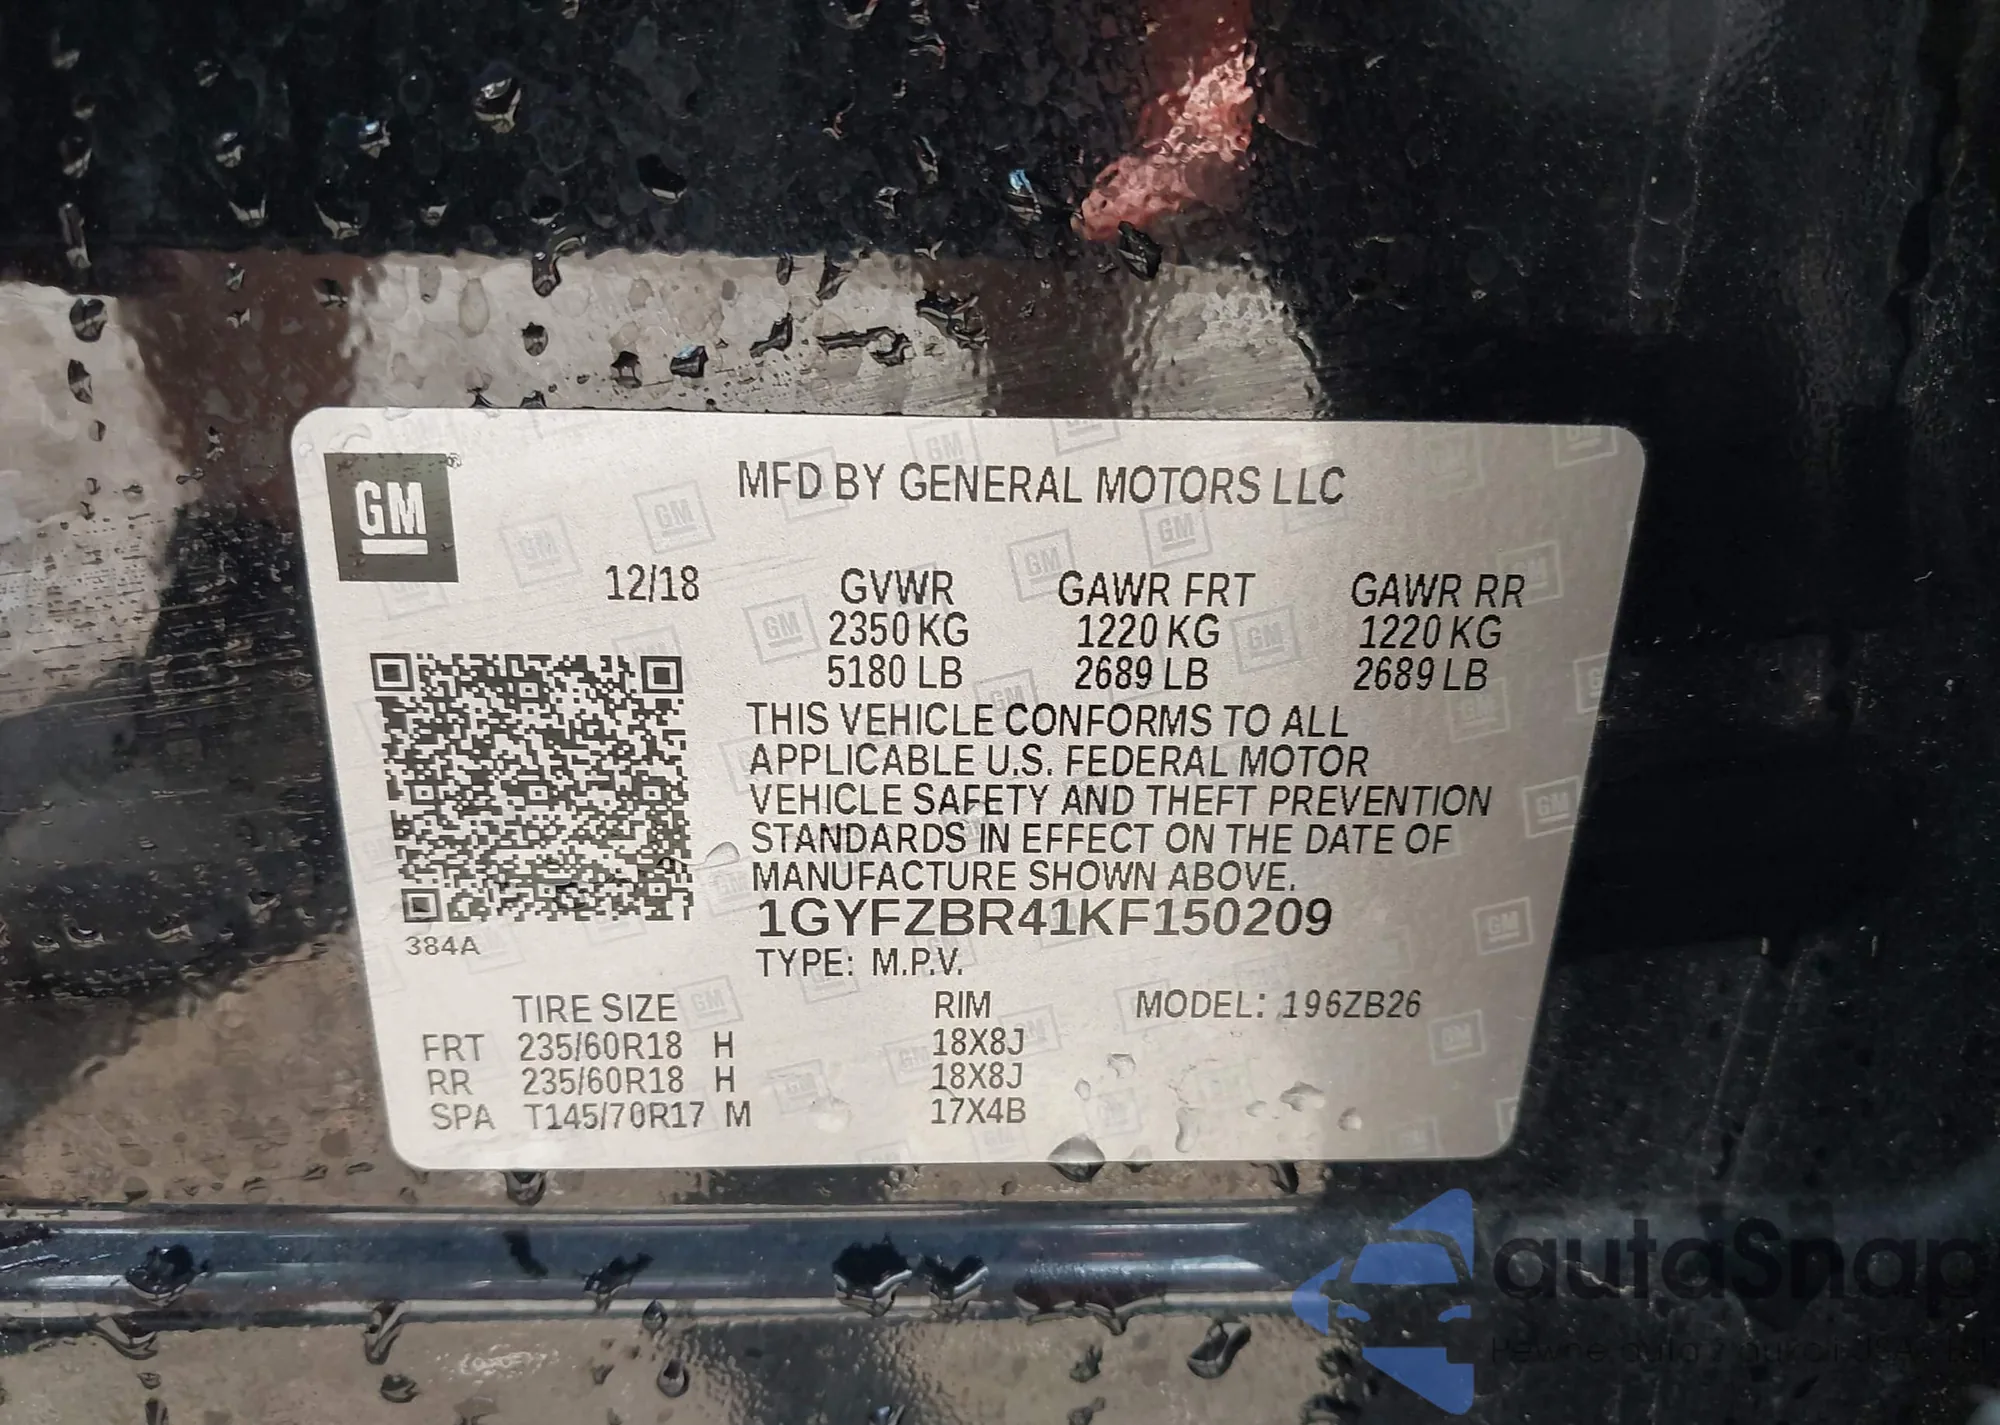 GM
MFD BY GENERAL MOTORS LLC
12/18 GVWR GAWR FRT GAWR RR
2350 KG 1220 KG 1220 KG
5180 LB 2689 LB 2689 LB
THIS VEHICLE CONFORMS TO ALL
APPLICABLE U.S. FEDERAL MOTOR
VEHICLE SAFETY AND THEFT PREVENTION
STANDARDS IN EFFECT ON THE DATE OF
MANUFACTURE SHOWN ABOVE.
1GYFZBR41KF150209
384A
TYPE: M.P.V.
TIRE SIZE RIM MODEL: 196ZB26
FRT 235/60R18 H 18X8J
RR 235/60R18 H 18X8J
SPA T145/70R17 M 17X4B
autaSnap